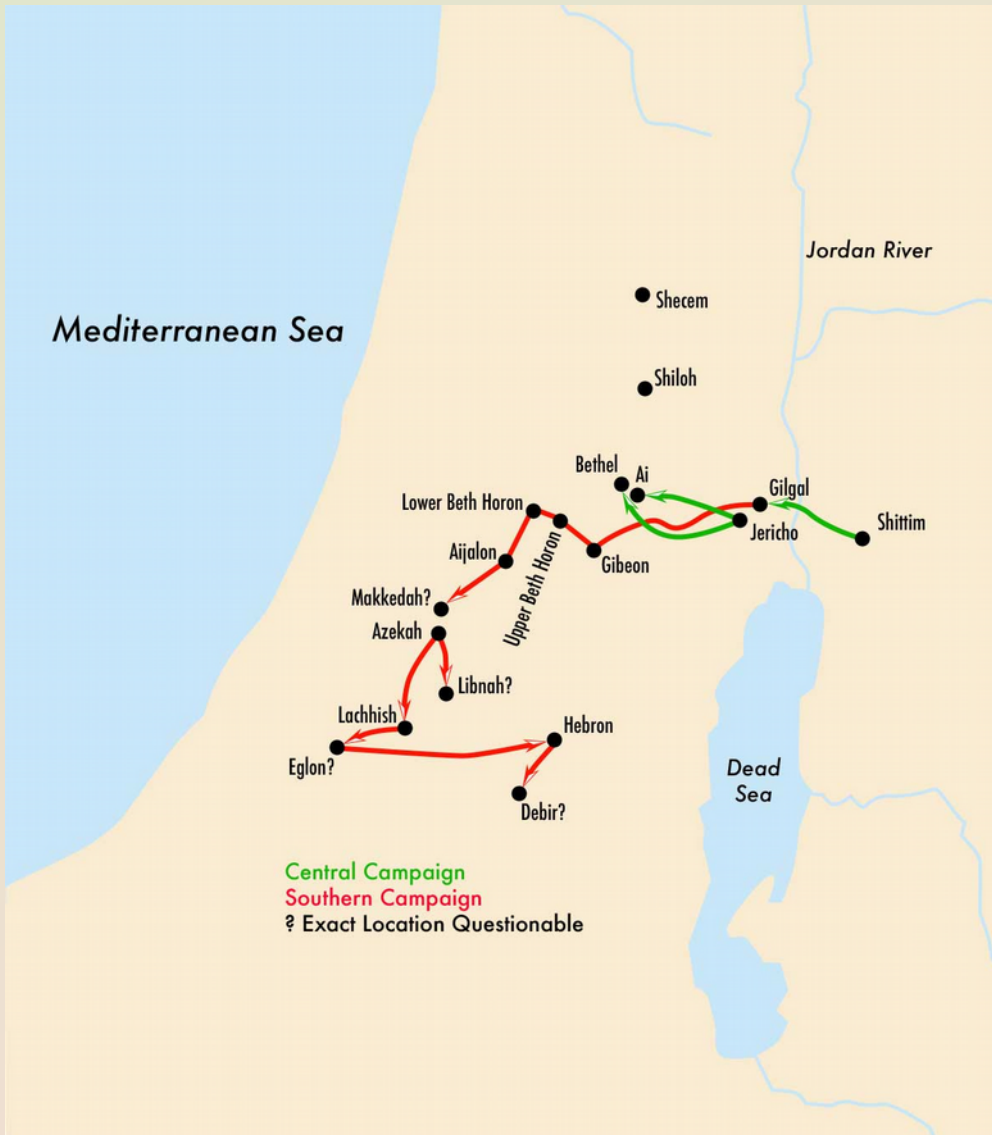 Jordan River
Shecem
Mediterranean Sea
Shiloh
Bethel
Ai
Gilgal
Lower Beth Horon
Shittim
Jericho
Aijalon
Gibeon
Upper Beth Horon
Makkedah?
Azekah
Libnah?
Lachhish
Hebron
Eglon?
Dead
Sea
Debir?
Central Campaign
Southern Campaign
? Exact Location Questionable